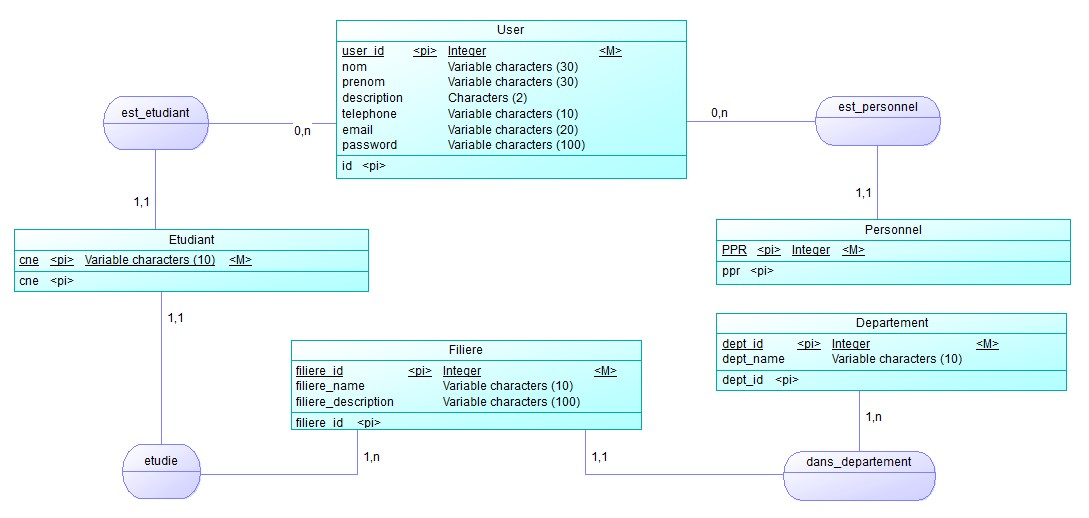 User
user_id <pi> Integer <M>
nom Variable characters (30)
prenom Variable characters (30)
description Characters (2)
telephone Variable characters (10)
email Variable characters (20)
password Variable characters (100)
id <pi>
est_etudiant
0,n
0,n
est_personnel
1,1
1,1
Etudiant
cne <pi> Variable characters (10) <M>
cne <pi>
Personnel
PPR <pi> Integer <M>
ppr <pi>
1,1
Departement
dept_id <pi> Integer <M>
dept_name Variable characters (10)
dept_id <pi>
Filiere
filiere_id <pi> Integer <M>
filiere_name Variable characters (10)
filiere_description Variable characters (100)
filiere_id <pi>
1,n
1,n
1,1
etudie
dans_departement